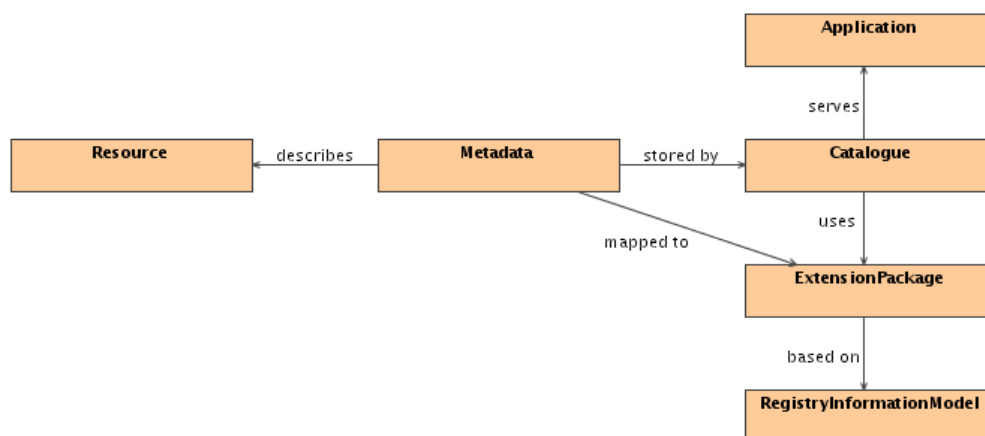 Application
serves
Resource
describes
Metadata
stored by
Catalogue
uses
mapped to
ExtensionPackage
based on
RegistryInformationModel